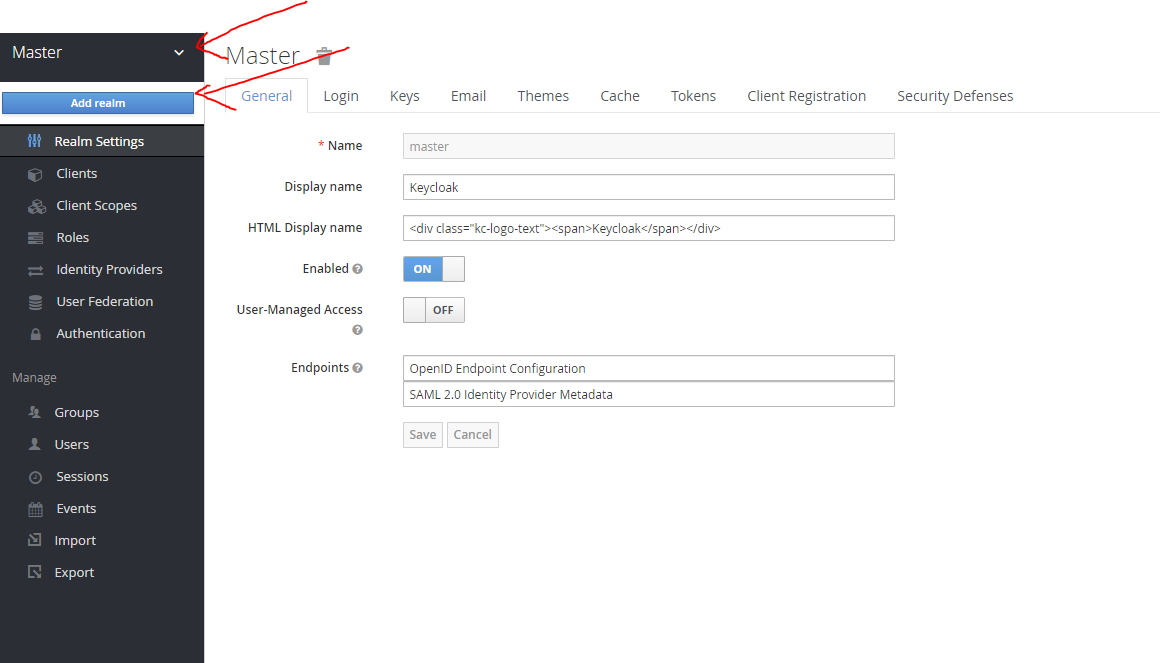 Master
Add realm
Realm Settings
Clients
Client Scopes
Roles
Identity Providers
User Federation
Authentication
Manage
Groups
Users
Sessions
Events
Import
Export
Master
General Login Keys Email Themes Cache Tokens Client Registration Security Defenses
* Name master
Display name Keycloak
HTML Display name <div class="kc-logo-text"><span>Keycloak</span></div>
Enabled ON
User-Managed Access OFF
Endpoints OpenID Endpoint Configuration
SAML 2.0 Identity Provider Metadata
Save Cancel